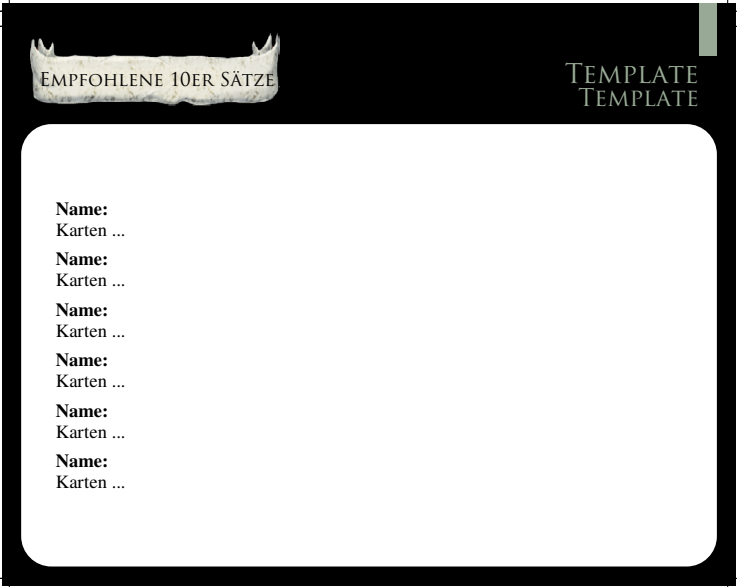 Empfohlene 10er Sätze
Template
Template
Name:
Karten ...
Name:
Karten ...
Name:
Karten ...
Name:
Karten ...
Name:
Karten ...
Name:
Karten ...